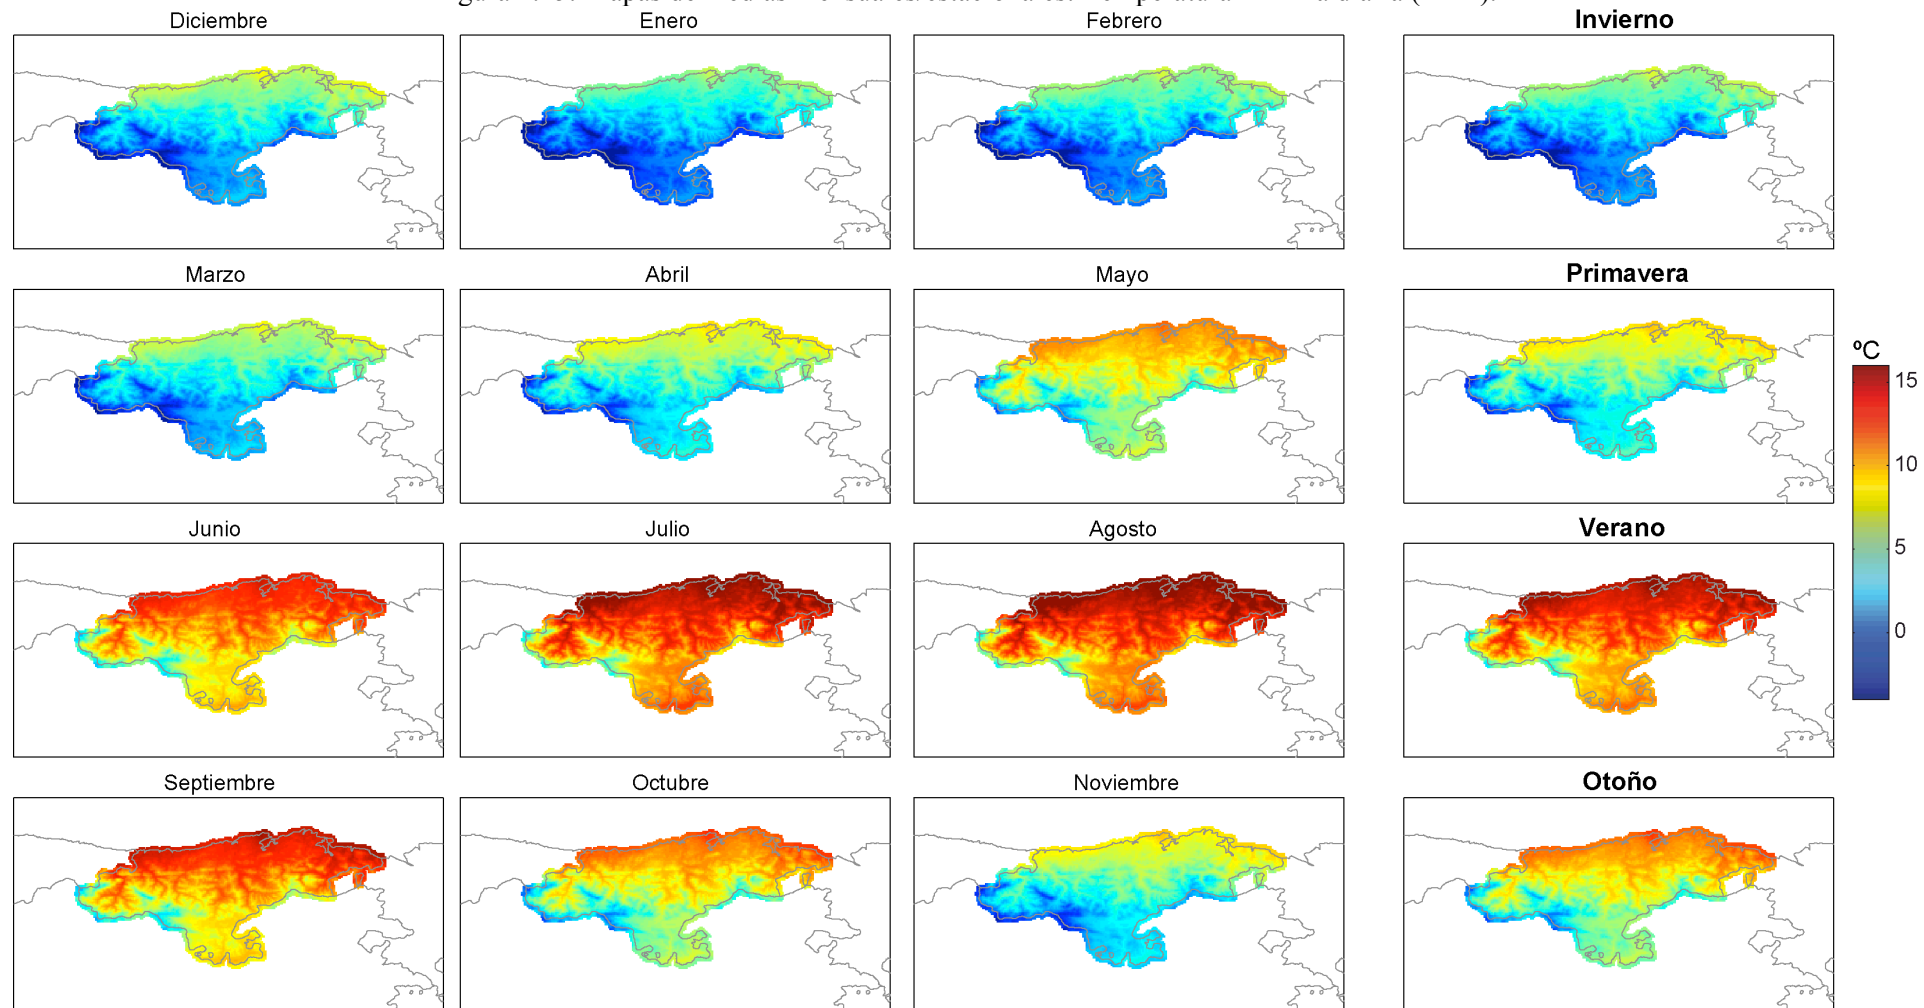 Diciembre Enero Febrero Invierno
Marzo Abril Mayo Primavera
ºC
15
10
5
0
Junio Julio Agosto Verano
Septiembre Octubre Noviembre Otoño